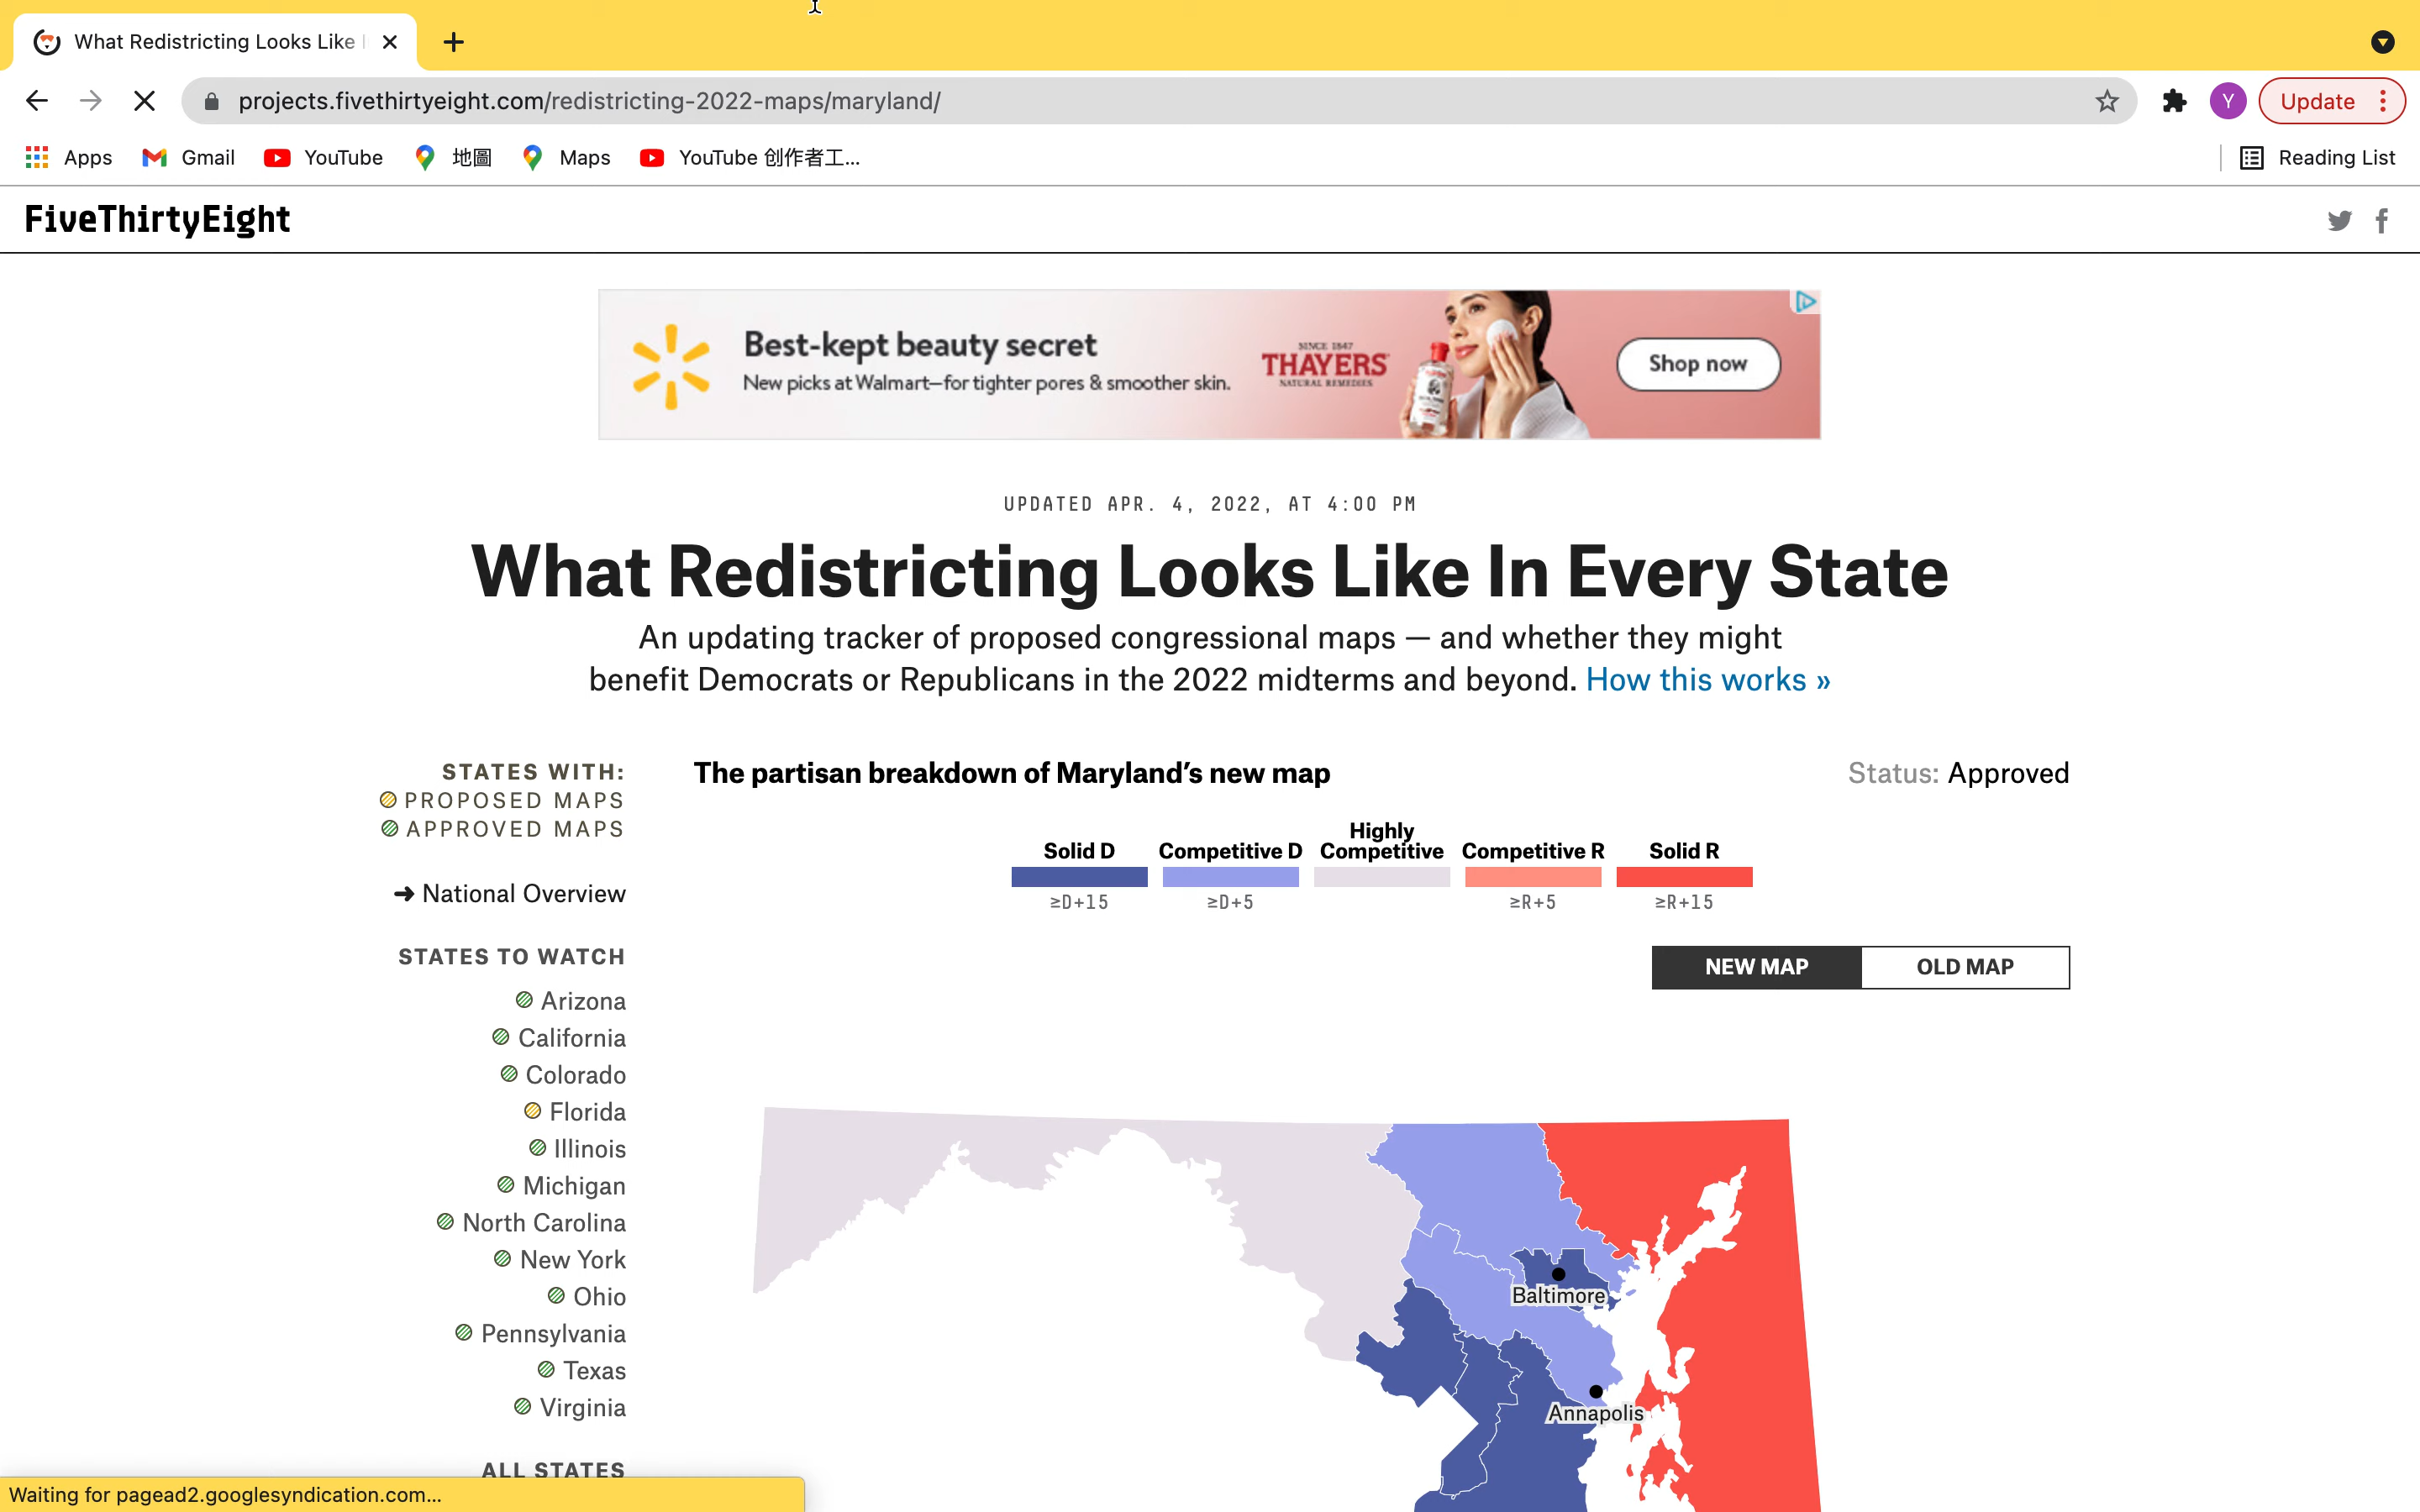 What Redistricting Looks Like
projects.fivethirtyeight.com/redistricting-2022-maps/maryland/
Y
Update
Apps
Gmail
YouTube
地圖
Maps
YouTube 创作者工...
Reading List
FiveThirtyEight
Best-kept beauty secret
New picks at Walmart—for tighter pores & smoother skin.
SINCE 1847
THAYERS
NATURAL REMEDIES
Shop now
UPDATED APR. 4, 2022, AT 4:00 PM
What Redistricting Looks Like In Every State
An updating tracker of proposed congressional maps — and whether they might
benefit Democrats or Republicans in the 2022 midterms and beyond. How this works »
STATES WITH:
PROPOSED MAPS
APPROVED MAPS
➔ National Overview
STATES TO WATCH
Arizona
California
Colorado
Florida
Illinois
Michigan
North Carolina
New York
Ohio
Pennsylvania
Texas
Virginia
ALL STATES
The partisan breakdown of Maryland's new map
Status: Approved
Solid D
Competitive D
Highly
Competitive
Competitive R
Solid R
≥D+15
≥D+5
≥R+5
≥R+15
NEW MAP
OLD MAP
Baltimore
Annapolis
Waiting for pagead2.googlesyndication.com...